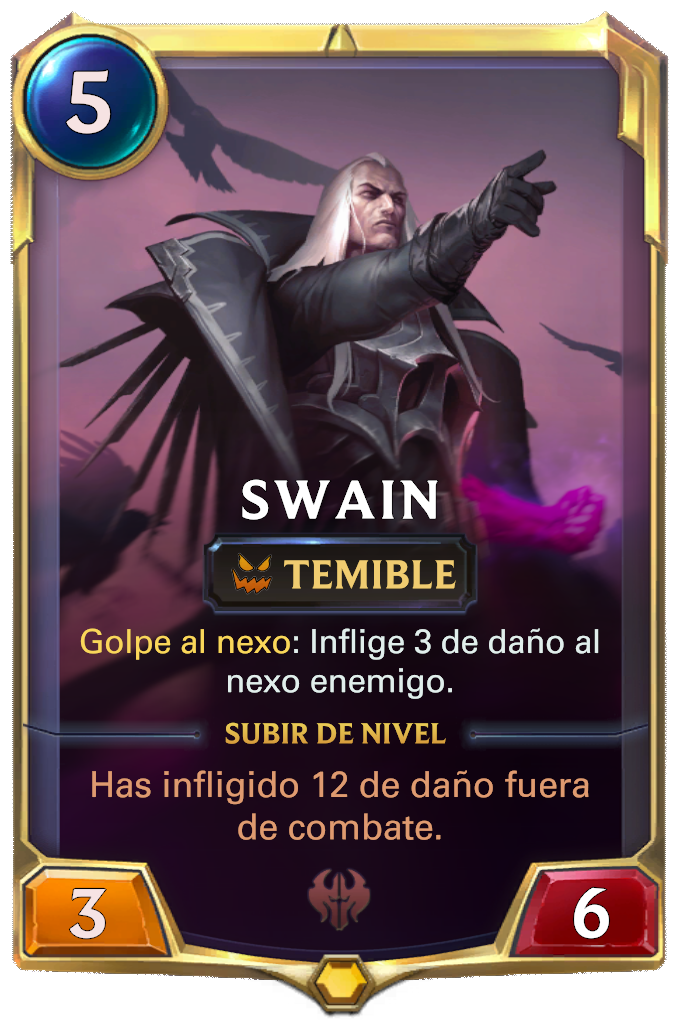 5
SWAIN
TEMIBLE
Golpe al nexo: Inflige 3 de daño al
nexo enemigo.
SUBIR DE NIVEL
Has infligido 12 de daño fuera
de combate.
3
6